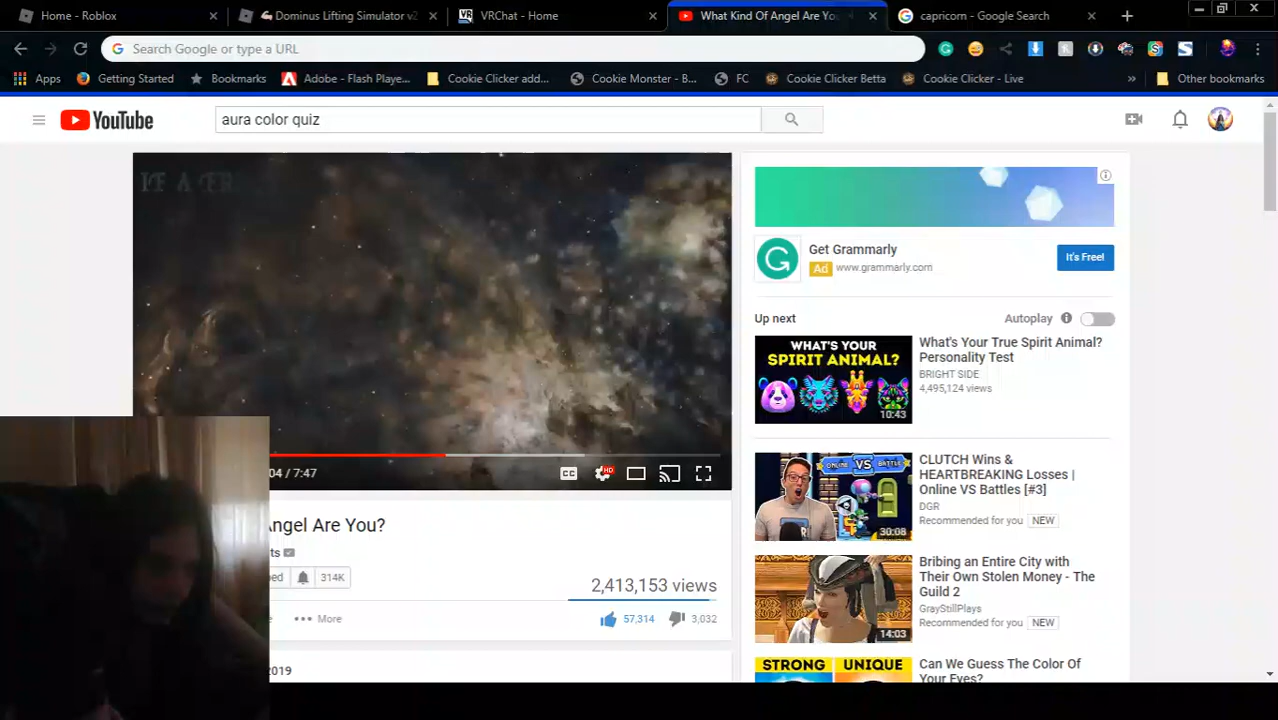 Home - Roblox
Dominus Lifting Simulator v2
VRChat - Home
What Kind Of Angel Are You
capricorn - Google Search
Search Google or type a URL
Apps
Getting Started
Bookmarks
Adobe - Flash Playe...
Cookie Clicker add...
Cookie Monster - B...
FC
Cookie Clicker Betta
Cookie Clicker - Live
Other bookmarks
YouTube
aura color quiz
Get Grammarly
Ad www.grammarly.com
It's Free!
Up next
Autoplay
WHAT'S YOUR
SPIRIT ANIMAL?
10:43
What's Your True Spirit Animal?
Personality Test
BRIGHT SIDE
4,495,124 views
ONLINE VS BATTLE
30:08
CLUTCH Wins &
HEARTBREAKING Losses |
Online VS Battles [#3]
DGR
Recommended for you NEW
14:03
Bribing an Entire City with
Their Own Stolen Money - The
Guild 2
GrayStillPlays
Recommended for you NEW
STRONG UNIQUE
Can We Guess The Color Of
Your Eyes?
04 / 7:47
HD
Angel Are You?
ts
ed
314K
2,413,153 views
More
57,314
3,032
2019